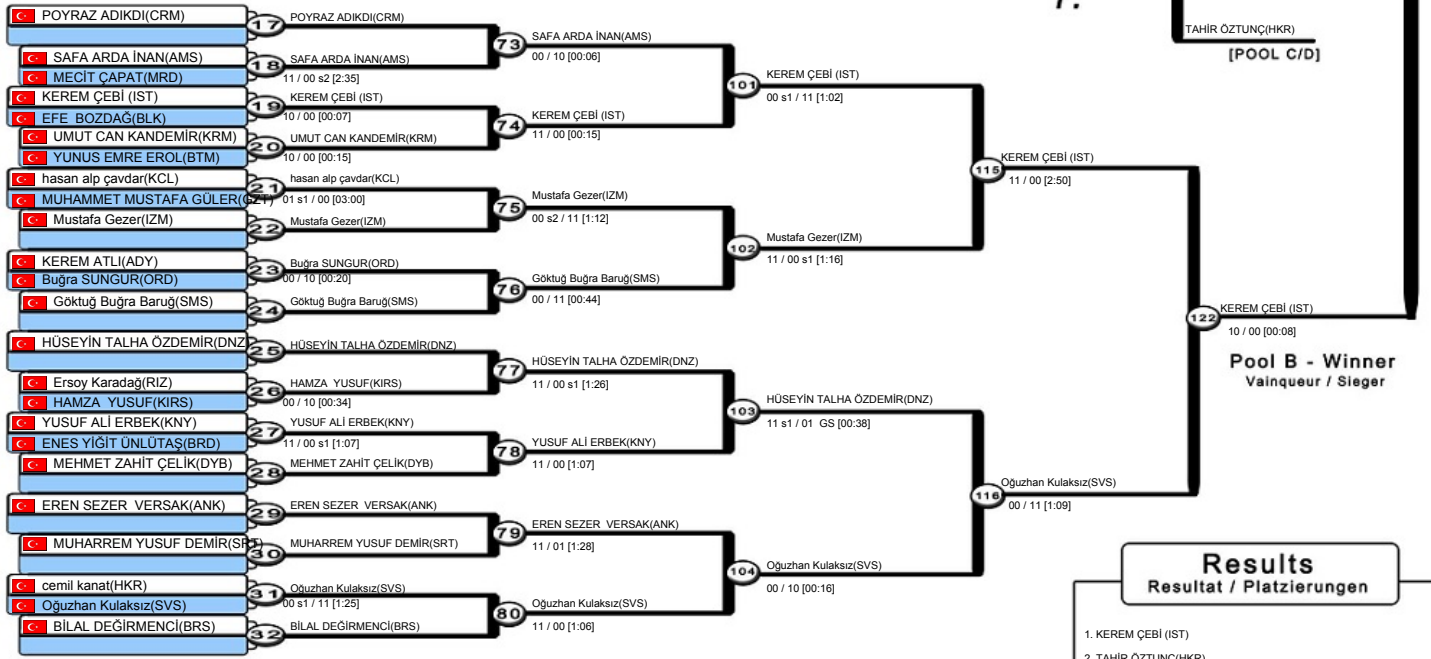 1.
TAHİR ÖZTUNÇ(HKR)
[POOL C/D]
POYRAZ ADIKDI(CRM)
17
POYRAZ ADIKDI(CRM)
73
SAFA ARDA İNAN(AMS)
00 / 10 [00:06]
SAFA ARDA İNAN(AMS)
MECİT ÇAPAT(MRD)
18
SAFA ARDA İNAN(AMS)
11 / 00 s2 [2:35]
101
KEREM ÇEBİ (IST)
00 s1 / 11 [1:02]
KEREM ÇEBİ (IST)
EFE BOZDAĞ(BLK)
19
KEREM ÇEBİ (IST)
10 / 00 [00:07]
74
KEREM ÇEBİ (IST)
11 / 00 [00:15]
UMUT CAN KANDEMİR(KRM)
YUNUS EMRE EROL(BTM)
20
UMUT CAN KANDEMİR(KRM)
10 / 00 [00:15]
115
KEREM ÇEBİ (IST)
11 / 00 [2:50]
hasan alp çavdar(KCL)
MUHAMMET MUSTAFA GÜLER(GZT)
21
hasan alp çavdar(KCL)
01 s1 / 00 [03:00]
75
Mustafa Gezer(IZM)
00 s2 / 11 [1:12]
Mustafa Gezer(IZM)
22
Mustafa Gezer(IZM)
102
Mustafa Gezer(IZM)
11 / 00 s1 [1:16]
KEREM ATLI(ADY)
Buğra SUNGUR(ORD)
23
Buğra SUNGUR(ORD)
00 / 10 [00:20]
76
Göktuğ Buğra Baruğ(SMS)
00 / 11 [00:44]
Göktuğ Buğra Baruğ(SMS)
24
Göktuğ Buğra Baruğ(SMS)
122
KEREM ÇEBİ (IST)
10 / 00 [00:08]
Pool B - Winner
Vainqueur / Sieger
HÜSEYİN TALHA ÖZDEMİR(DNZ)
25
HÜSEYİN TALHA ÖZDEMİR(DNZ)
77
HÜSEYİN TALHA ÖZDEMİR(DNZ)
11 / 00 s1 [1:26]
Ersoy Karadağ(RIZ)
HAMZA YUSUF(KIRS)
26
HAMZA YUSUF(KIRS)
00 / 10 [00:34]
103
HÜSEYİN TALHA ÖZDEMİR(DNZ)
11 s1 / 01 GS [00:38]
YUSUF ALİ ERBEK(KNY)
ENES YİĞİT ÜNLÜTAŞ(BRD)
27
YUSUF ALİ ERBEK(KNY)
11 / 00 s1 [1:07]
78
YUSUF ALİ ERBEK(KNY)
11 / 00 [1:07]
MEHMET ZAHİT ÇELİK(DYB)
28
MEHMET ZAHİT ÇELİK(DYB)
116
Oğuzhan Kulaksız(SVS)
00 / 11 [1:09]
EREN SEZER VERSAK(ANK)
29
EREN SEZER VERSAK(ANK)
79
EREN SEZER VERSAK(ANK)
11 / 01 [1:28]
MUHARREM YUSUF DEMİR(SRT)
30
MUHARREM YUSUF DEMİR(SRT)
104
Oğuzhan Kulaksız(SVS)
00 / 10 [00:16]
cemil kanat(HKR)
Oğuzhan Kulaksız(SVS)
31
Oğuzhan Kulaksız(SVS)
00 s1 / 11 [1:25]
80
Oğuzhan Kulaksız(SVS)
11 / 00 [1:06]
BİLAL DEĞİRMENCİ(BRS)
32
BİLAL DEĞİRMENCİ(BRS)
Results
Resultat / Platzierungen
1. KEREM ÇEBİ (IST)
2. TAHİR ÖZTUNÇ(HKR)